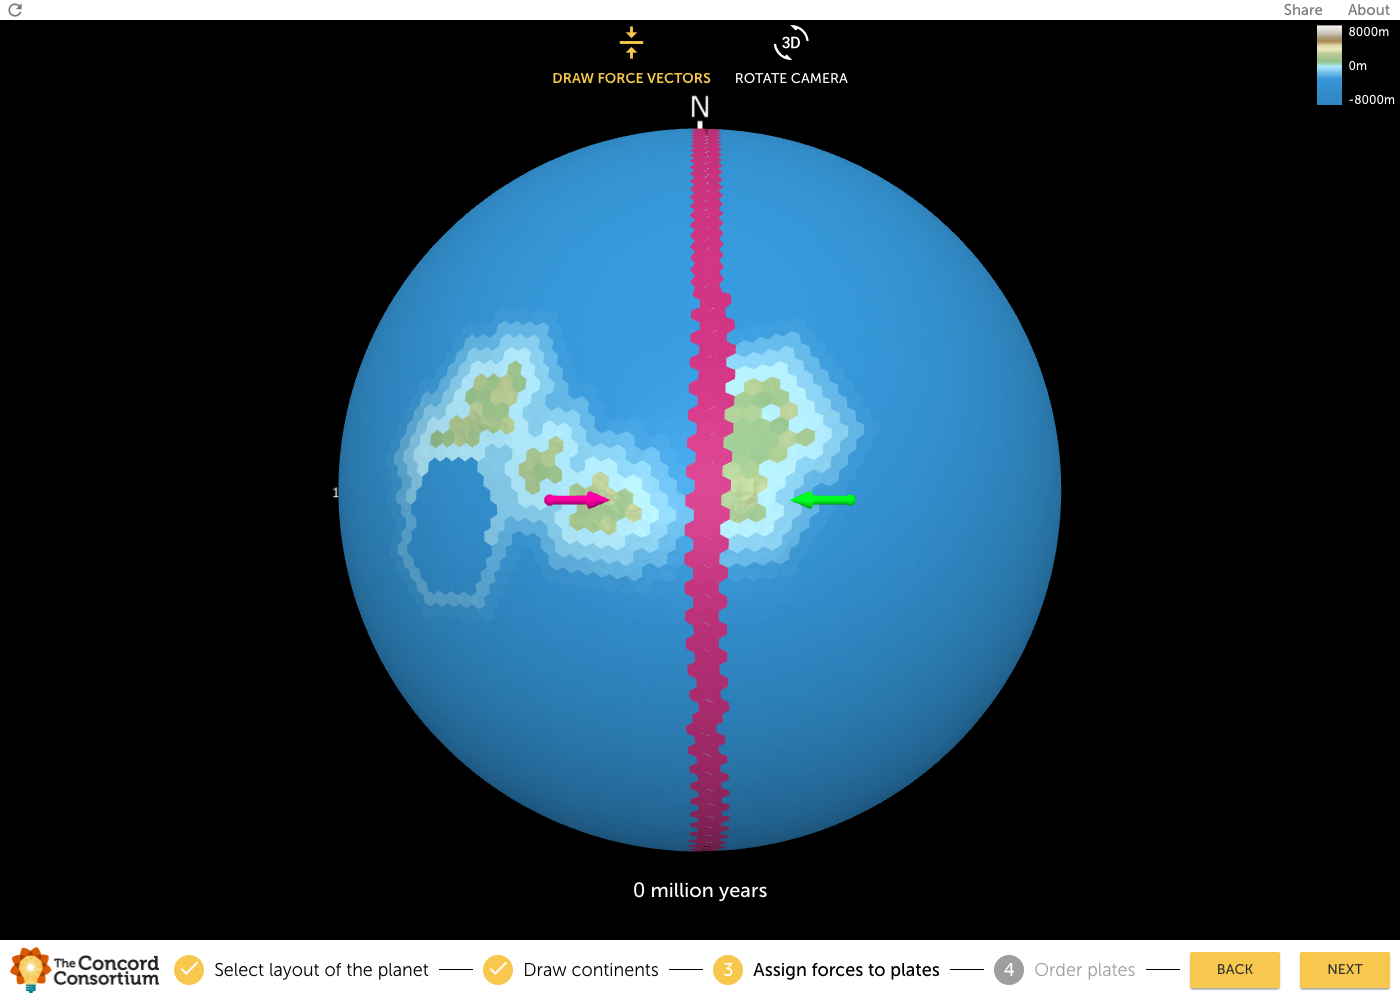 Share About
8000m
0m
-8000m
3D
DRAW FORCE VECTORS ROTATE CAMERA
N
1
0 million years
The Concord
Consortium
Select layout of the planet
Draw continents
3 Assign forces to plates
4 Order plates
BACK
NEXT